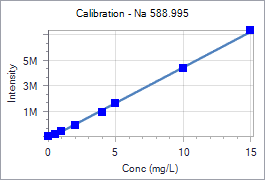 Calibration - Na 588.995
Intensity
5M
3M
1M
0
5
10
15
Conc (mg/L)